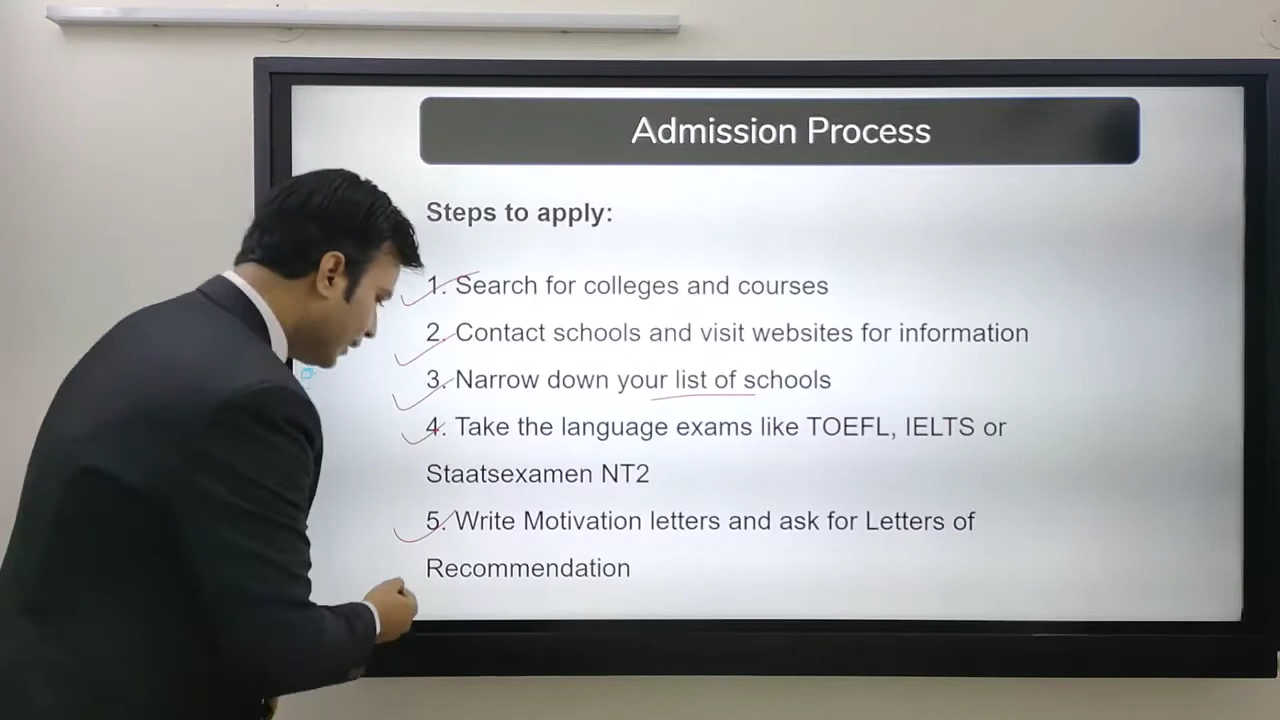 Admission Process
Steps to apply:
1. Search for colleges and courses
2. Contact schools and visit websites for information
3. Narrow down your list of schools
4. Take the language exams like TOEFL, IELTS or
Staatsexamen NT2
5. Write Motivation letters and ask for Letters of
Recommendation